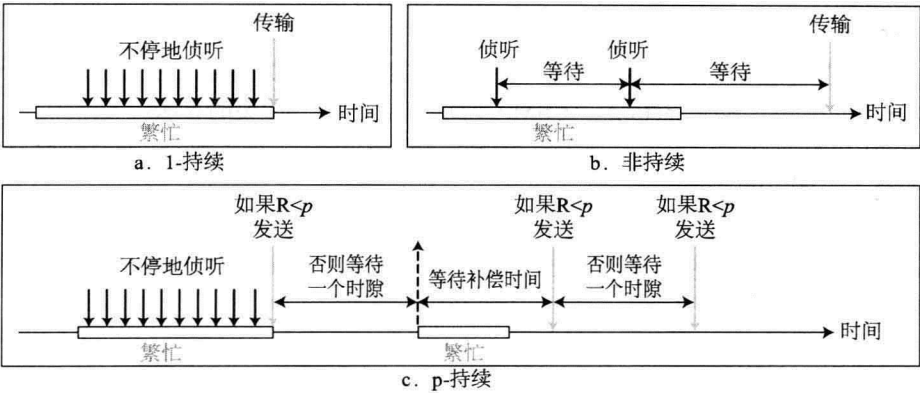 传输
不停地侦听
时间
繁忙
a. 1-持续
传输
侦听
侦听
等待
等待
时间
繁忙
b. 非持续
如果R<p
发送
如果R<p
发送
如果R<p
发送
不停地侦听
否则等待
一个时隙
等待补偿时间
否则等待
一个时隙
时间
繁忙
繁忙
c. p-持续